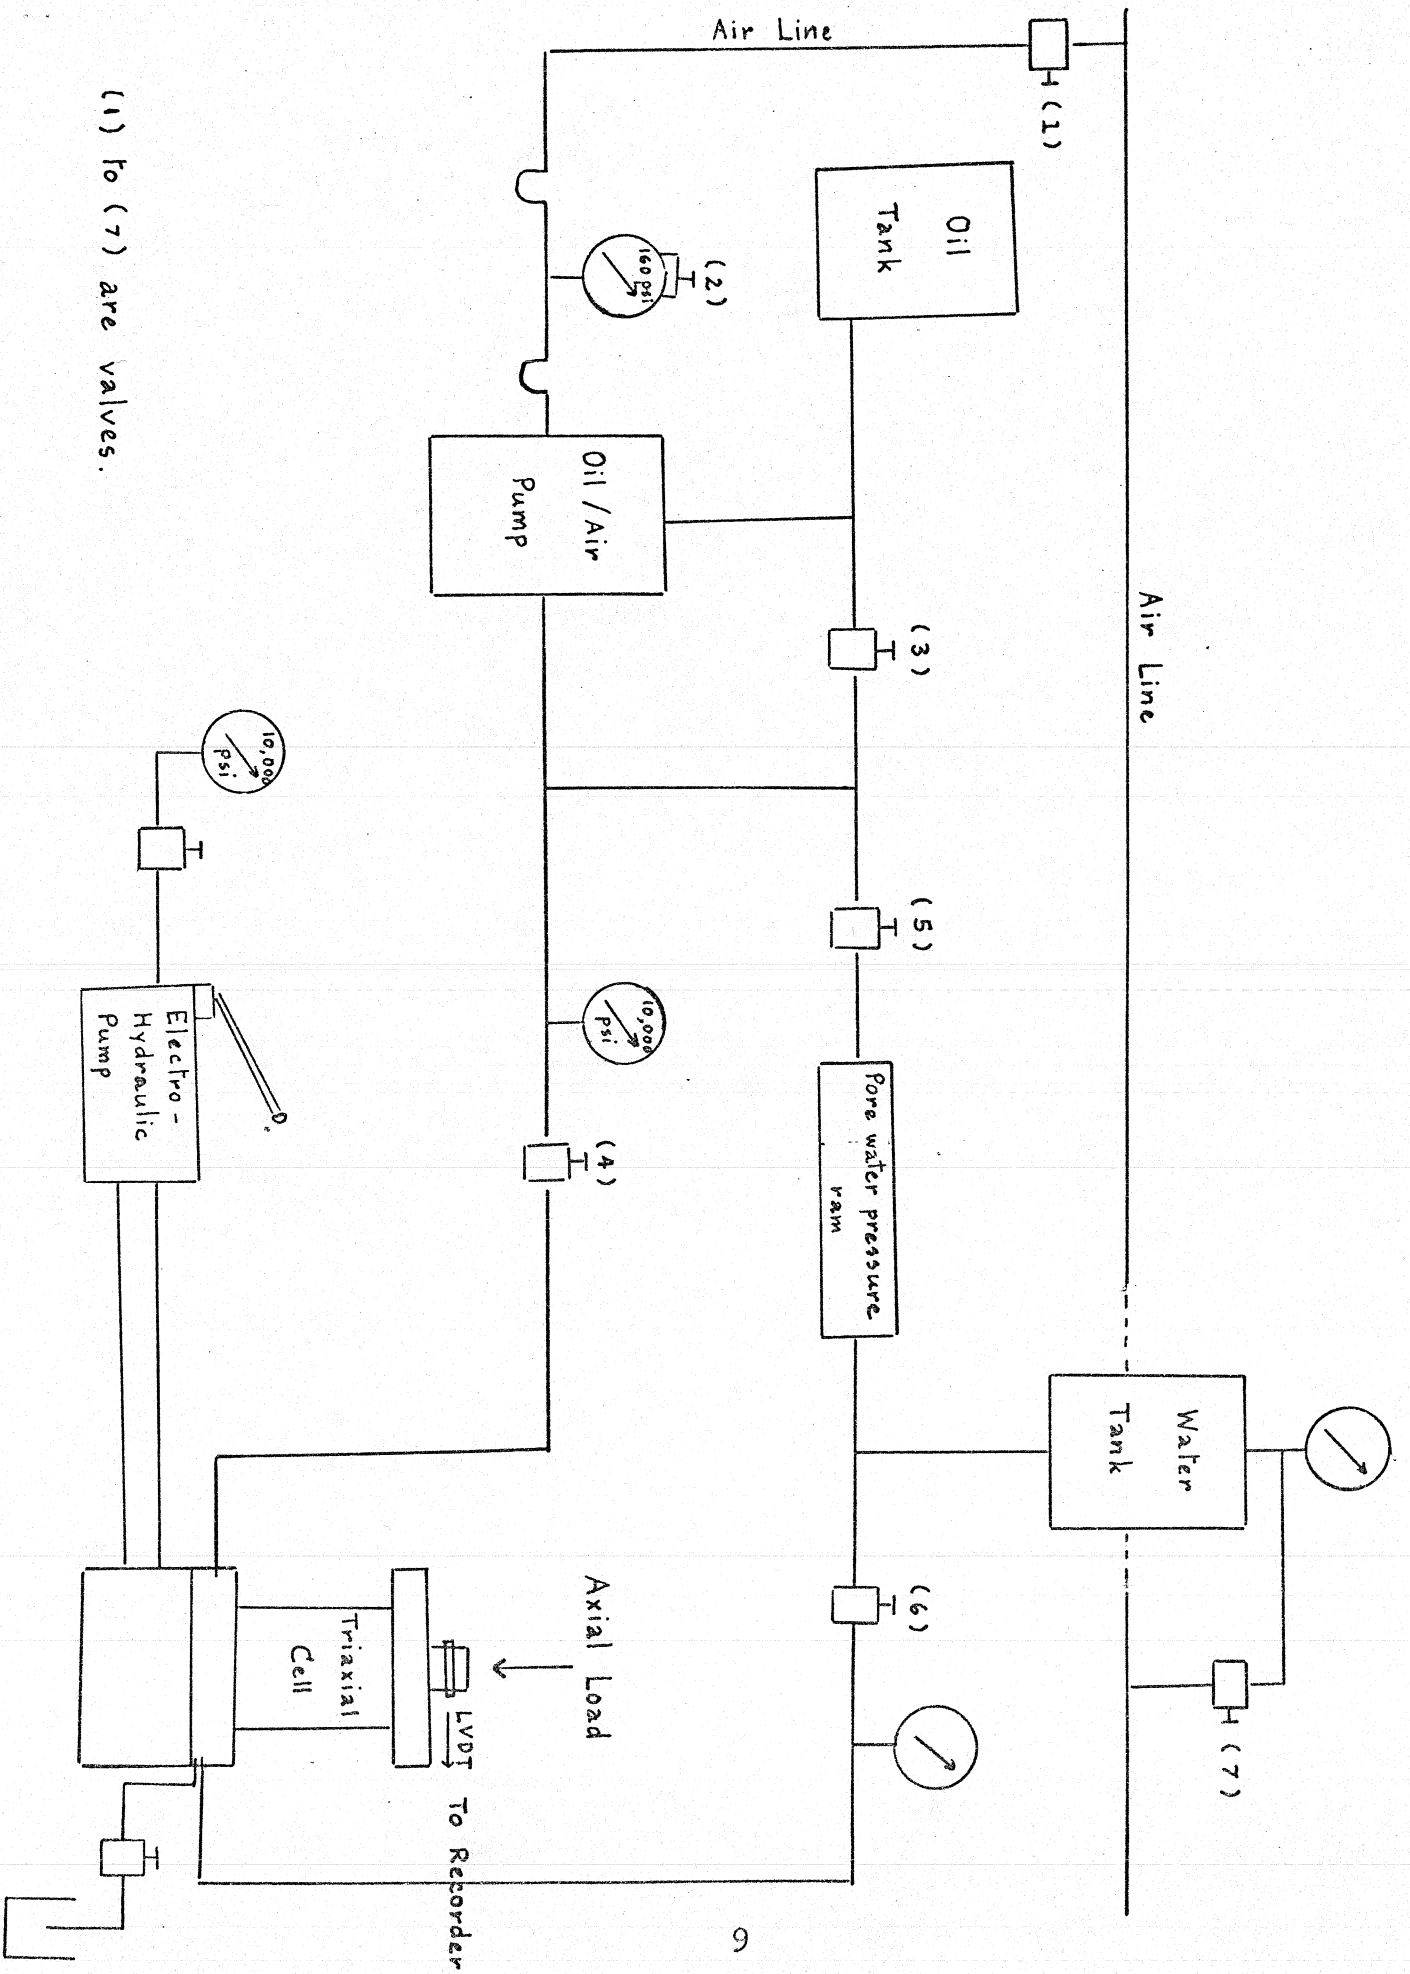 Air Line
Air Line
(1)
Oil
Tank
(2)
160 psi
Oil / Air
Pump
(3)
(5)
10,000
psi
(4)
Pore water pressure
ram
Water
Tank
(7)
(6)
10,000
psi
Electro-
Hydraulic
Pump
Axial Load
LVDT
To Recorder
Triaxial
Cell
(1) to (7) are valves.
9